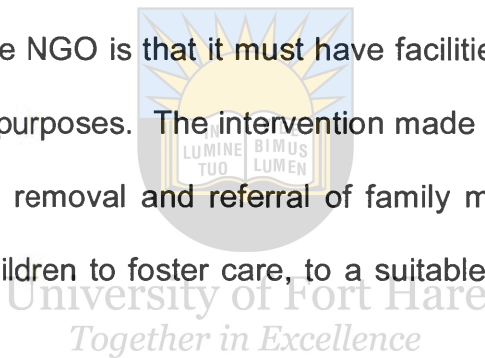 e NGO is that it must have facilitie
purposes. The intervention made
IN
LUMINE BIMUS
TUO LUMEN
removal and referral of family m
ildren to foster care, to a suitable
University of Fort Hare
Together in Excellence